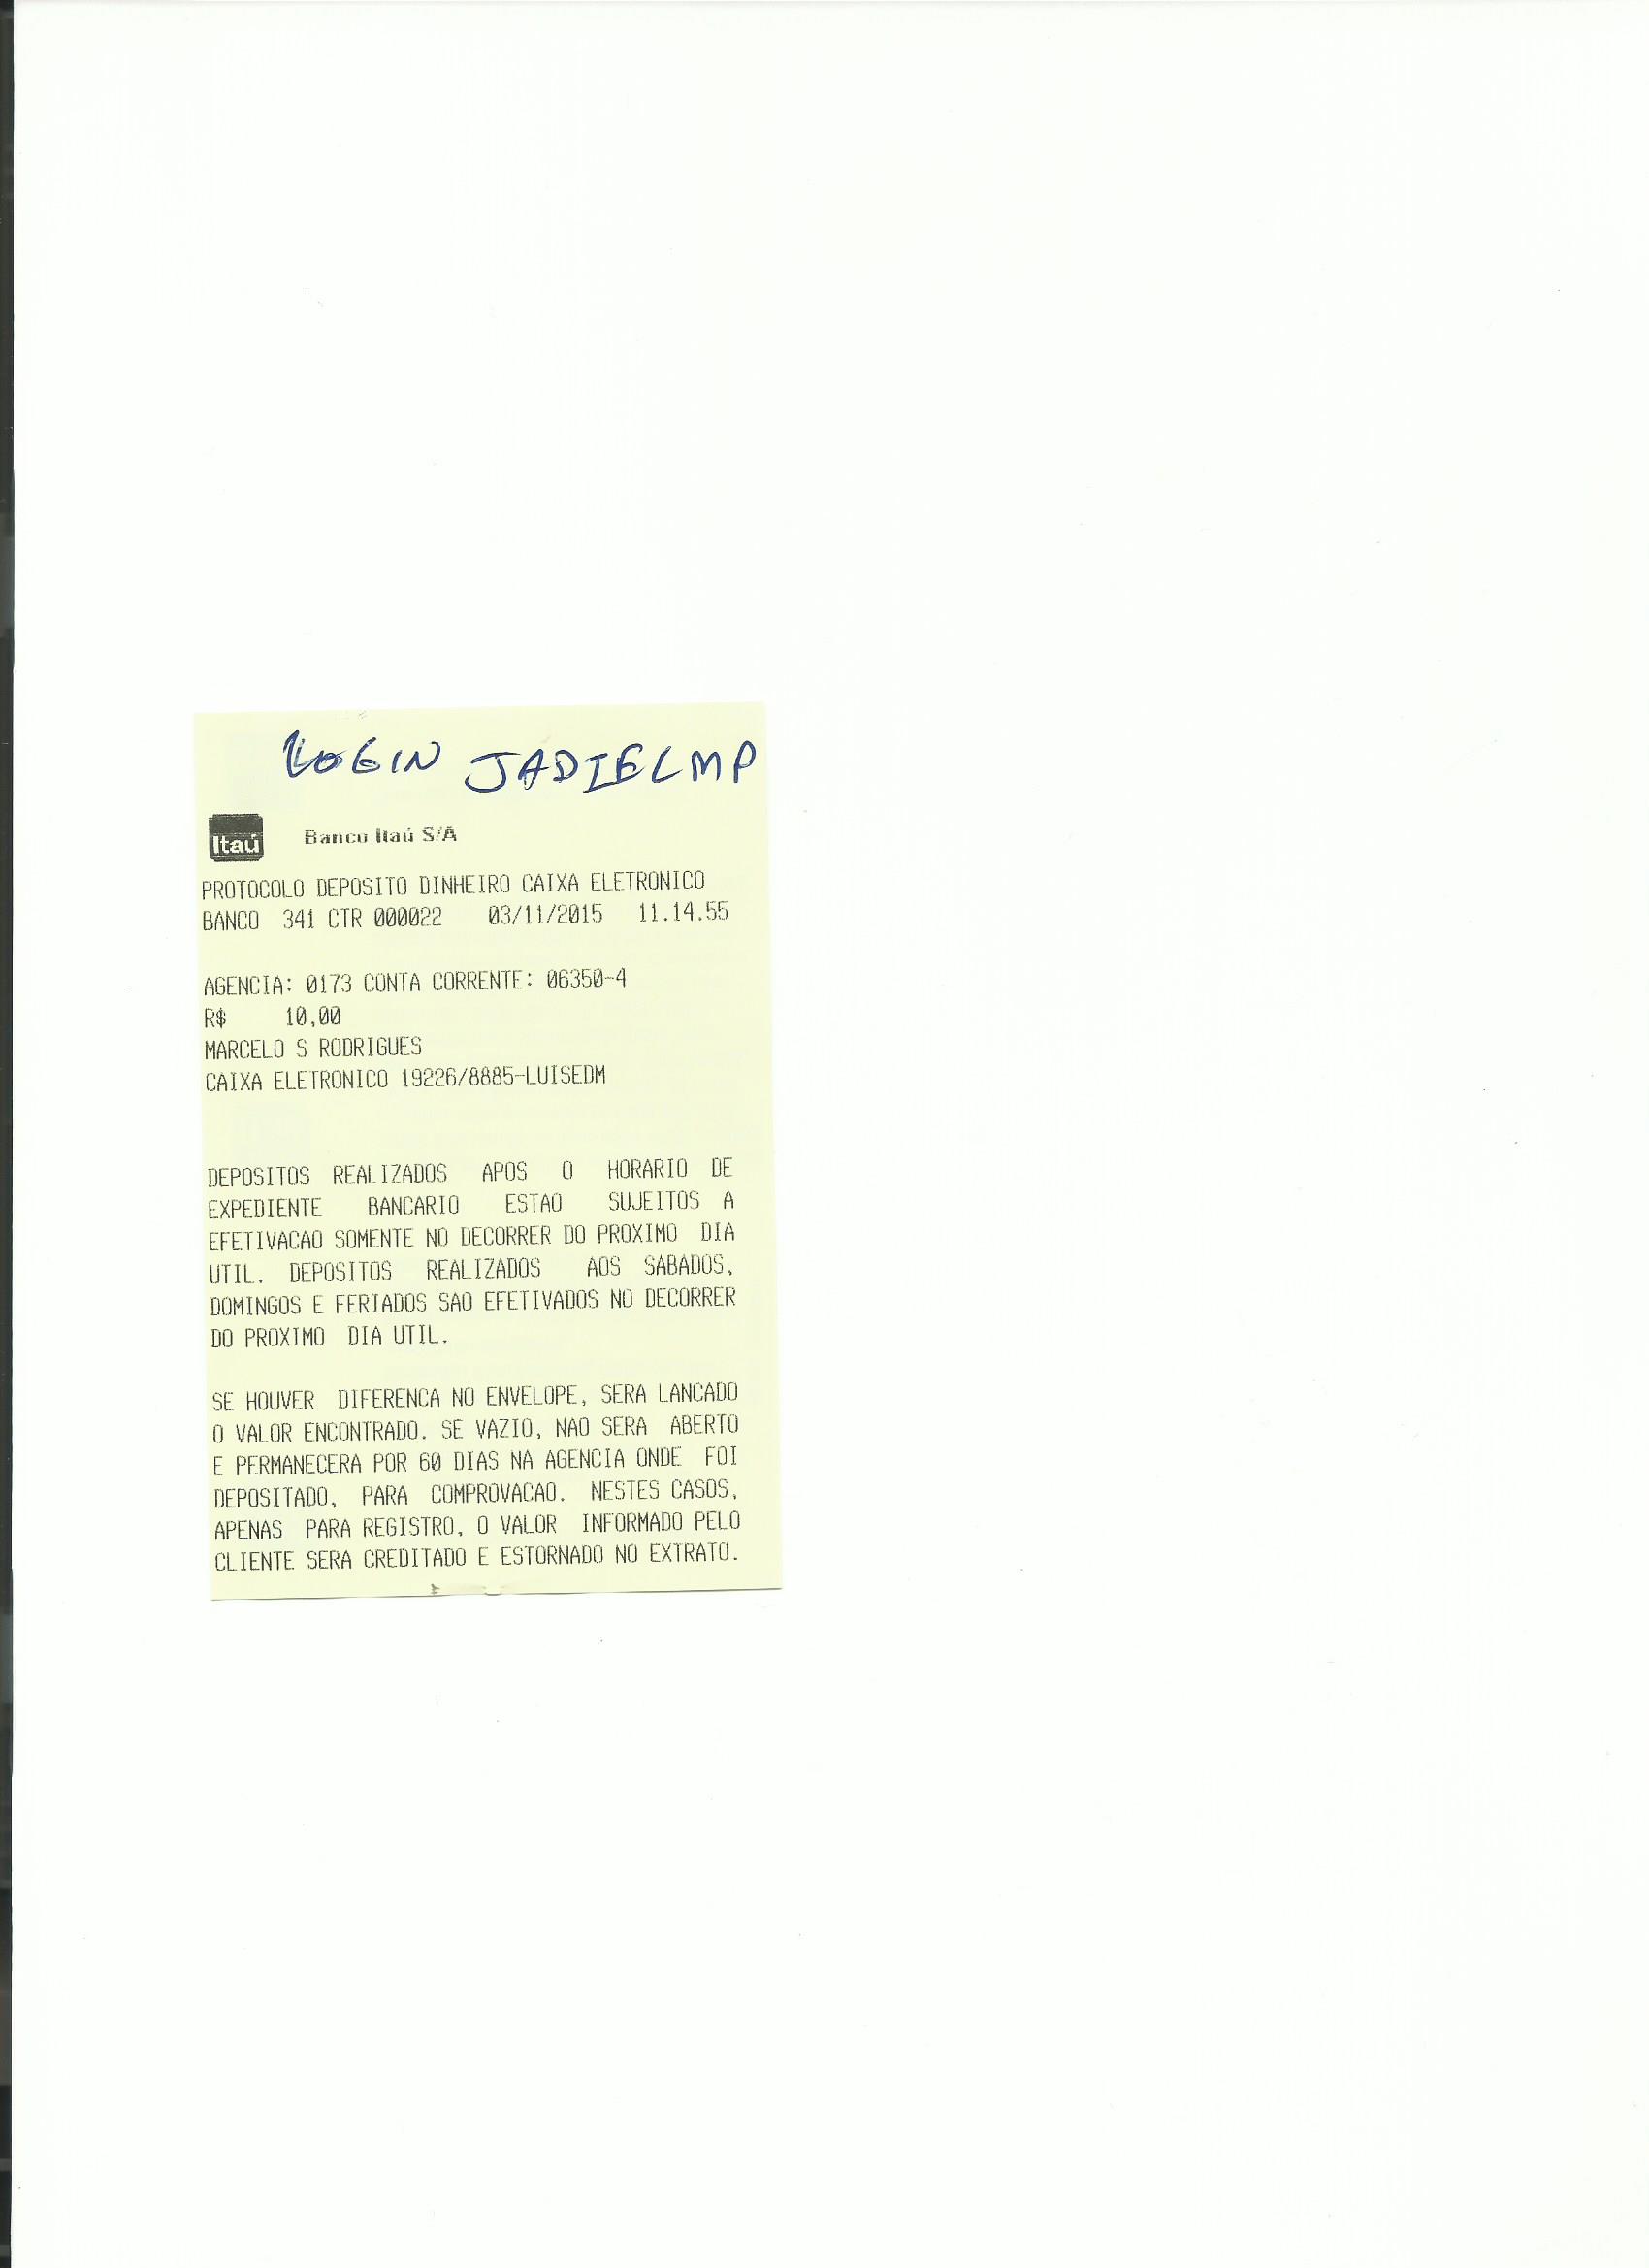 LOGIN JADIELMP
Itaú Banco Itaú S/A
PROTOCOLO DEPOSITO DINHEIRO CAIXA ELETRONICO
BANCO 341 CTR 000022 03/11/2015 11.14.55
AGENCIA: 0173 CONTA CORRENTE: 06350-4
R$ 10,00
MARCELO S RODRIGUES
CAIXA ELETRONICO 19226/8885-LUISEDM
DEPOSITOS REALIZADOS APOS O HORARIO DE
EXPEDIENTE BANCARIO ESTAO SUJEITOS A
EFETIVACAO SOMENTE NO DECORRER DO PROXIMO DIA
UTIL. DEPOSITOS REALIZADOS AOS SABADOS,
DOMINGOS E FERIADOS SAO EFETIVADOS NO DECORRER
DO PROXIMO DIA UTIL.
SE HOUVER DIFERENCA NO ENVELOPE, SERA LANCADO
O VALOR ENCONTRADO. SE VAZIO, NAO SERA ABERTO
E PERMANECERA POR 60 DIAS NA AGENCIA ONDE FOI
DEPOSITADO, PARA COMPROVACAO. NESTES CASOS,
APENAS PARA REGISTRO, O VALOR INFORMADO PELO
CLIENTE SERA CREDITADO E ESTORNADO NO EXTRATO.